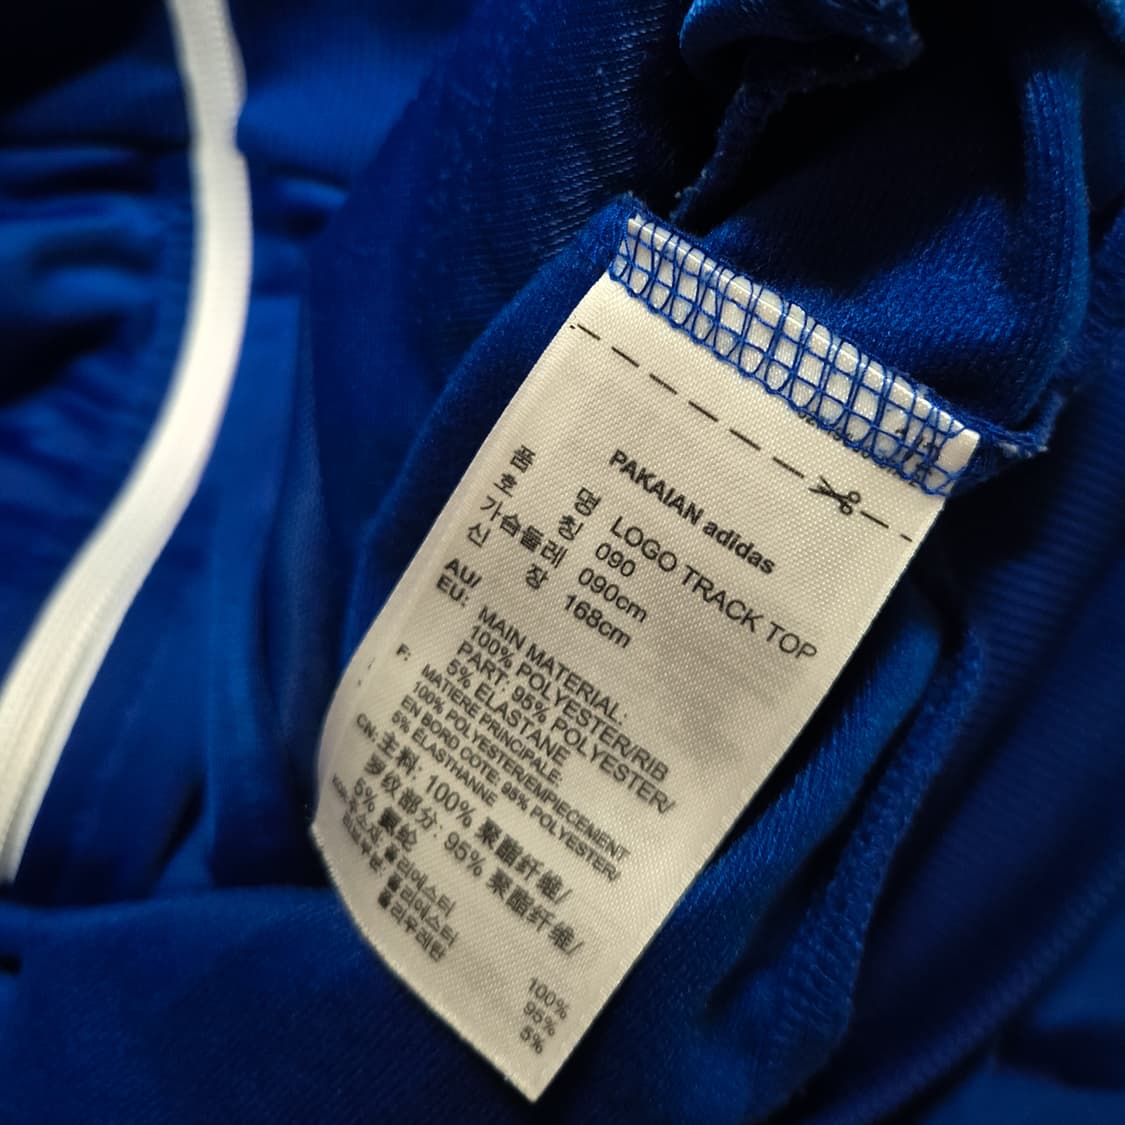 PAKAIAN adidas
품 명 LOGO TRACK TOP
호 칭 090
가슴둘레 090cm
신 장 168cm
AU/
EU: MAIN MATERIAL:
100% POLYESTER/RIB
PART: 95% POLYESTER/
5% ELASTANE
F: MATIERE PRINCIPALE:
100% POLYESTER/EMPIECEMENT
EN BORD COTE: 95% POLYESTER/
5% ÉLASTHANNE
CN: 主料: 100% 聚酯纤维/
罗纹部分: 95% 聚酯纤维/
5% 氨纶
폴리에스터 100%
폴리에스터 95%
폴리우레탄 5%